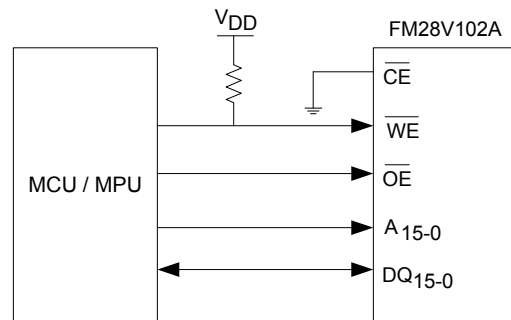 VDD
FM28V102A
CE
WE
MCU / MPU
OE
A15-0
DQ15-0